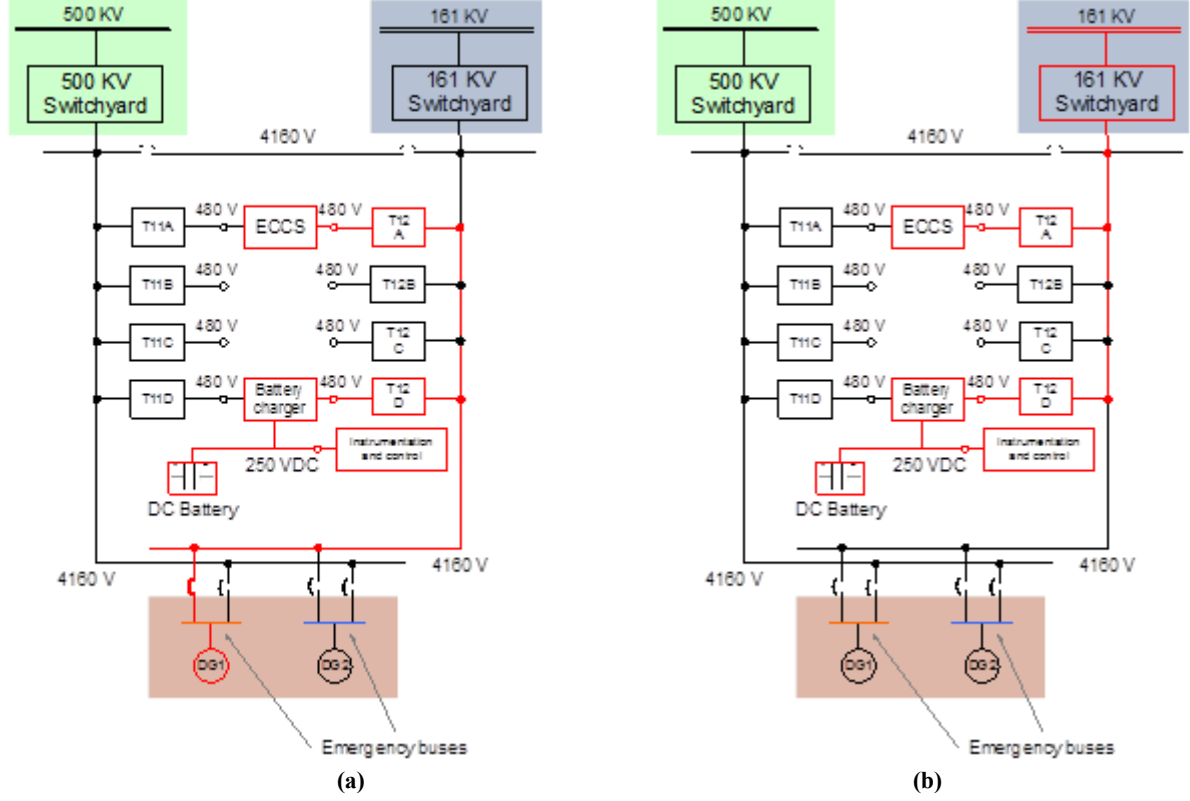 500 KV
161 KV
500 KV
Switchyard
161 KV
Switchyard
4160 V
T11A
480 V
ECCS
480 V
T12
A
T11B
480 V
T12B
T11C
480 V
T12
C
T11D
480 V
Battery
charger
480 V
T12
D
250 VDC
Instrumentation
and control
DC Battery
4160 V
4160 V
DG1
DG2
Emergency buses
(a)
500 KV
161 KV
500 KV
Switchyard
161 KV
Switchyard
4160 V
T11A
480 V
ECCS
480 V
T12
A
T11B
480 V
480 V
T12B
T11C
480 V
480 V
T12
C
T11D
480 V
Battery
charger
480 V
T12
D
250 VDC
Instrumentation
and control
DC Battery
4160 V
4160 V
DG1
DG2
Emergency buses
(b)